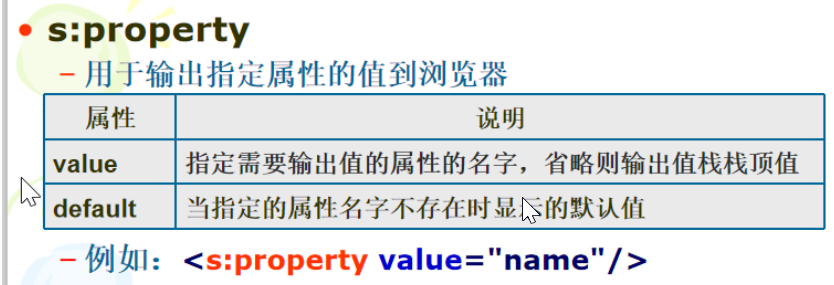 • s:property
– 用于输出指定属性的值到浏览器
属性 说明
value 指定需要输出值的属性的名字，省略则输出值栈栈顶值
default 当指定的属性名字不存在时显示的默认值
– 例如：<s:property value="name"/>